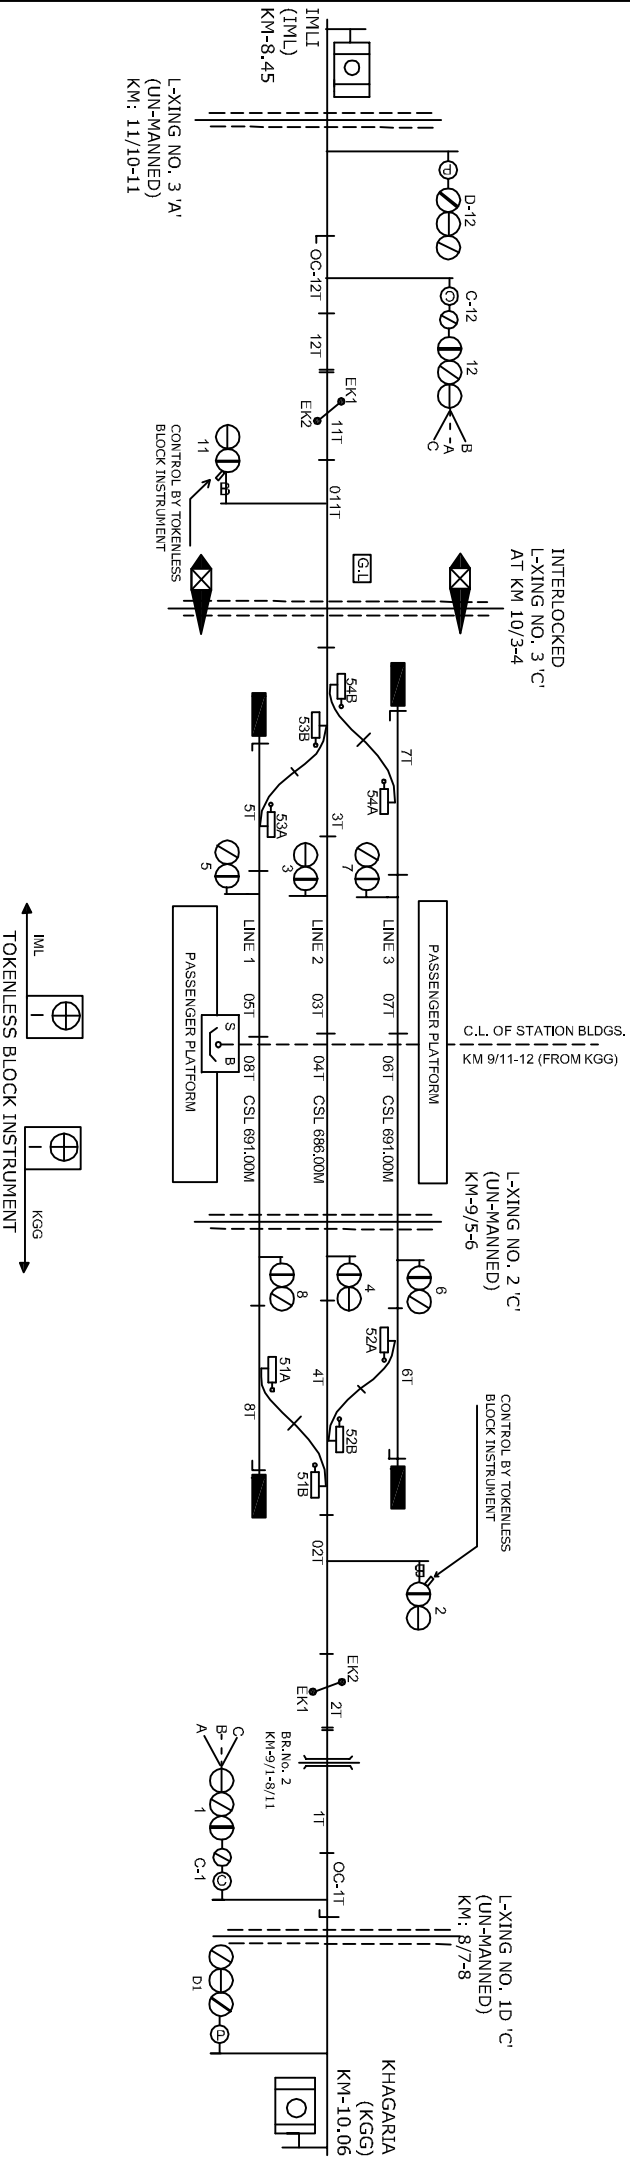 IMLI
(IML)
KM-8.45
L-XING NO. 3 'A'
(UN-MANNED)
KM: 11/10-11
P
D-12
OC-12T
C
C-12
12
B
A
C
12T
EK1
EK2
11T
11
B
CONTROL BY TOKENLESS
BLOCK INSTRUMENT
011T
G.L
INTERLOCKED
L-XING NO. 3 'C'
AT KM 10/3-4
54B
53B
54A
53A
7T
3T
5T
7
3
5
LINE 3
LINE 2
LINE 1
07T
03T
05T
PASSENGER PLATFORM
PASSENGER PLATFORM
S
B
C.L. OF STATION BLDGS.
KM 9/11-12 (FROM KGG)
06T
04T
08T
CSL 691.00M
CSL 686.00M
CSL 691.00M
IML
KGG
TOKENLESS BLOCK INSTRUMENT
L-XING NO. 2 'C'
(UN-MANNED)
KM-9/5-6
6
4
8
52A
51A
6T
4T
8T
52B
51B
CONTROL BY TOKENLESS
BLOCK INSTRUMENT
02T
B
2
EK2
EK1
2T
BR.No. 2
KM-9/1-8/11
C
B
A
1
C-1
C
1T
OC-1T
L-XING NO. 1D 'C'
(UN-MANNED)
KM: 8/7-8
D1
P
KHAGARIA
(KGG)
KM-10.06